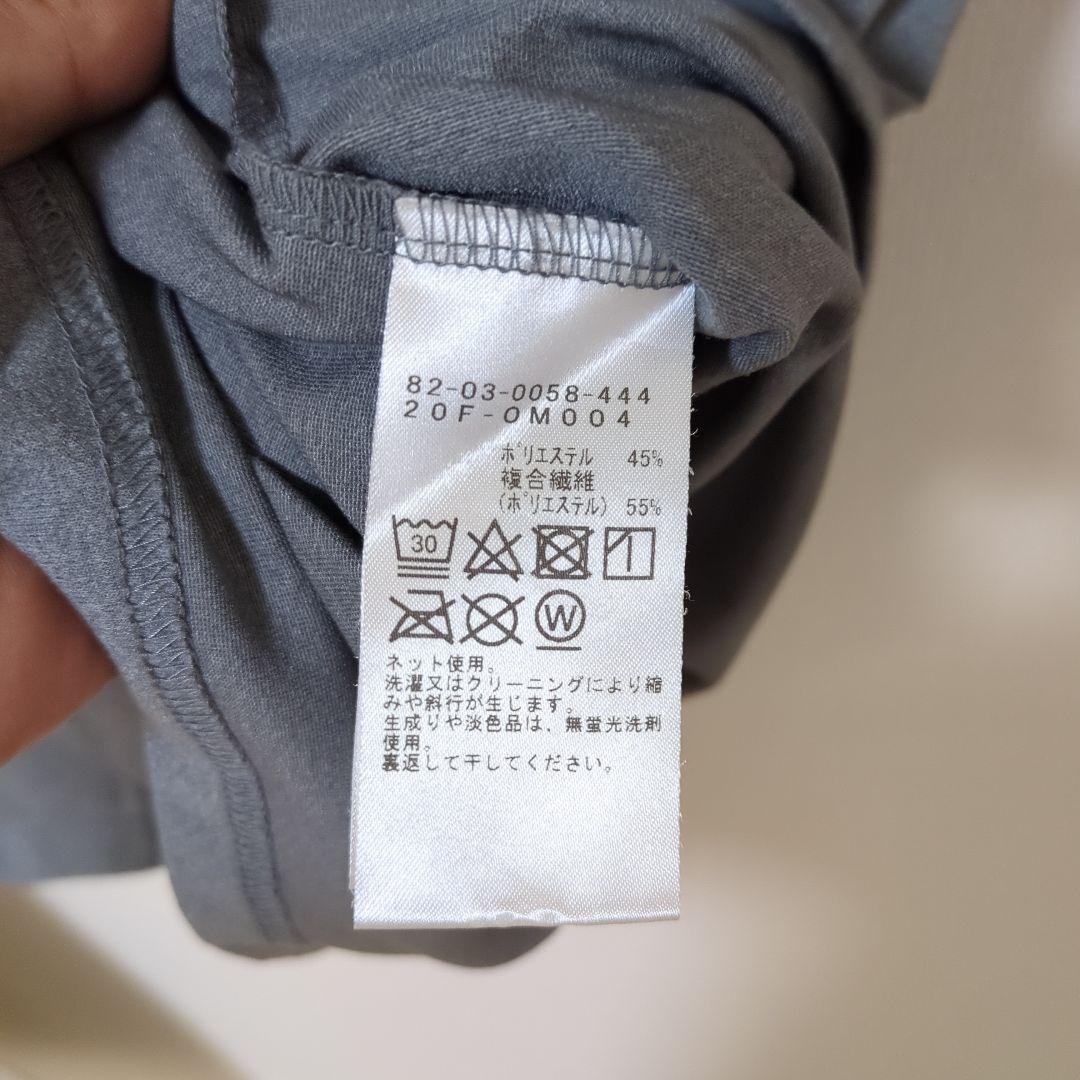 82-03-0058-444
20F-0M004
ポリエステル 45%
複合繊維
(ポリエステル) 55%
30
W
ネット使用。
洗濯又はクリーニングにより縮
みや斜行が生じます。
生成りや淡色品は、無蛍光洗剤
使用。
裏返して干してください。